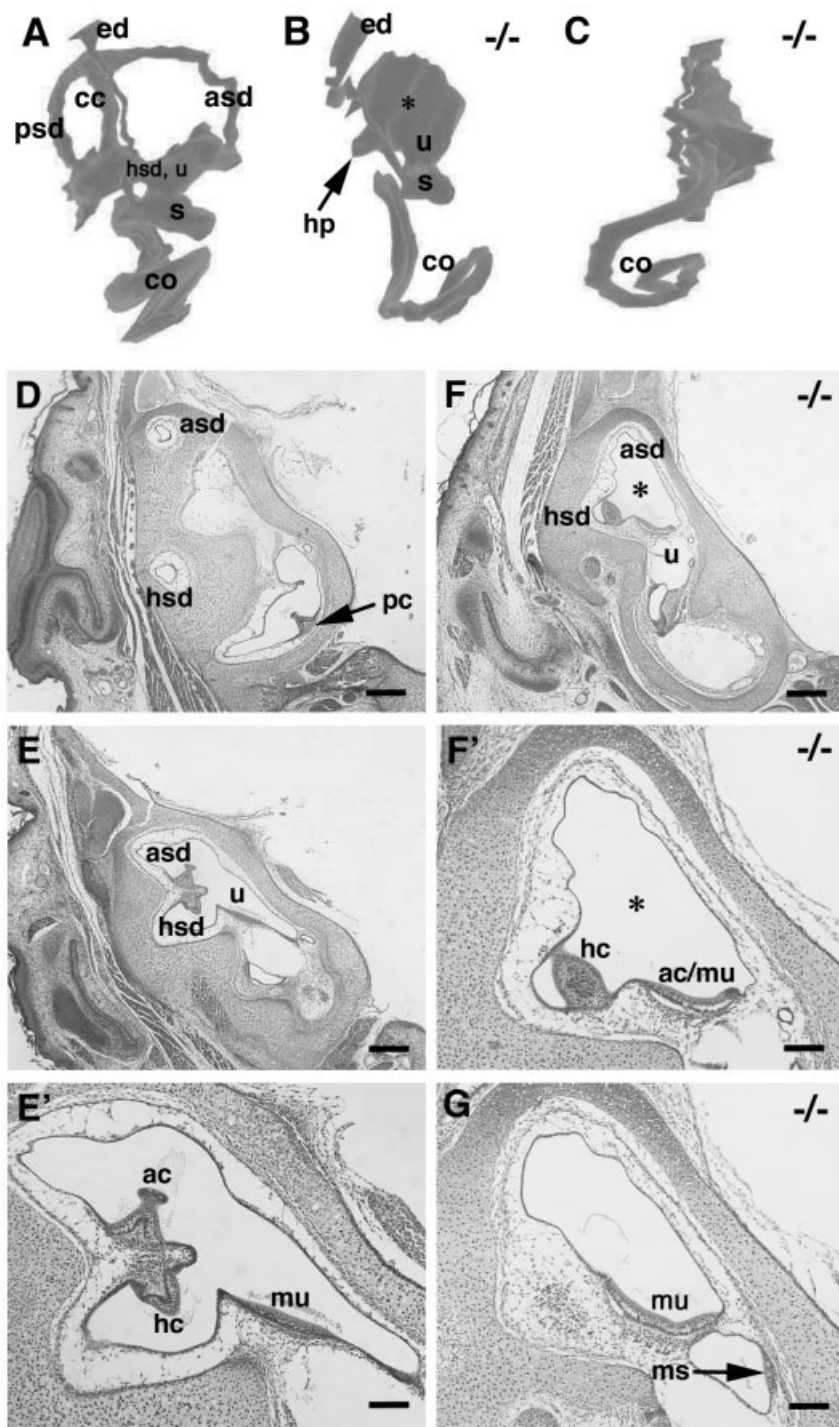 A
ed
cc
asd
psd
hsd, u
s
co
B
ed
-/-
*
u
s
hp
co
C
-/-
co
D
asd
hsd
pc
F
-/-
asd
*
hsd
u
E
asd
u
hsd
F'
-/-
*
hc
ac/mu
E'
ac
mu
hc
G
-/-
mu
ms